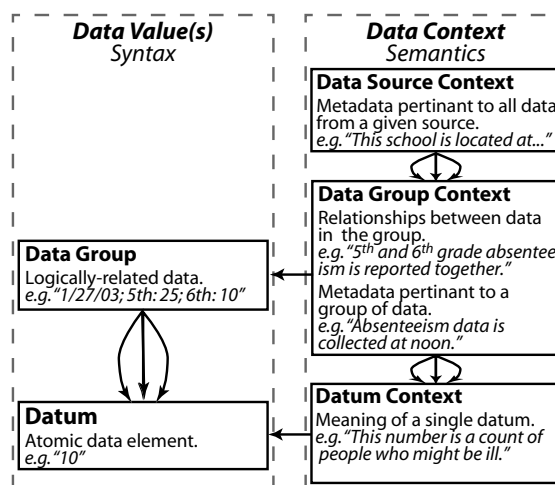 Data Value(s)
Syntax
Data Group
Logically-related data.
e.g. "1/27/03; 5th: 25; 6th: 10"
Datum
Atomic data element.
e.g. "10"
Data Context
Semantics
Data Source Context
Metadata pertinant to all data
from a given source.
e.g. "This school is located at..."
Data Group Context
Relationships between data
in the group.
e.g. "5th and 6th grade absentee
ism is reported together."
Metadata pertinant to a
group of data.
e.g. "Absenteeism data is
collected at noon."
Datum Context
Meaning of a single datum.
e.g. "This number is a count of
people who might be ill."